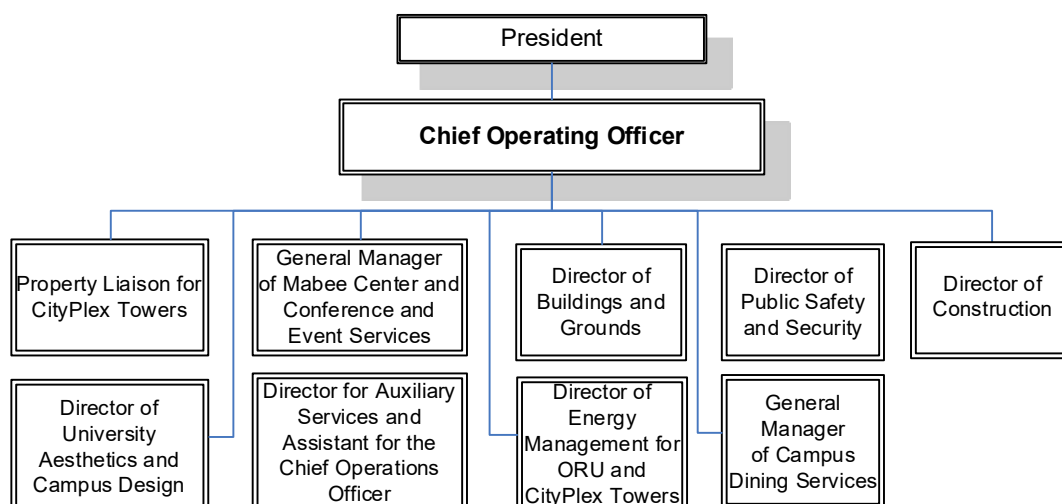 President
Chief Operating Officer
Property Liaison for
CityPlex Towers
General Manager
of Mabee Center and
Conference and
Event Services
Director of
Buildings and
Grounds
Director of
Public Safety
and Security
Director of
Construction
Director of
University
Aesthetics and
Campus Design
Director for Auxiliary
Services and
Assistant for the
Chief Operations
Officer
Director of
Energy
Management for
ORU and
CityPlex Towers
General
Manager
of Campus
Dining Services